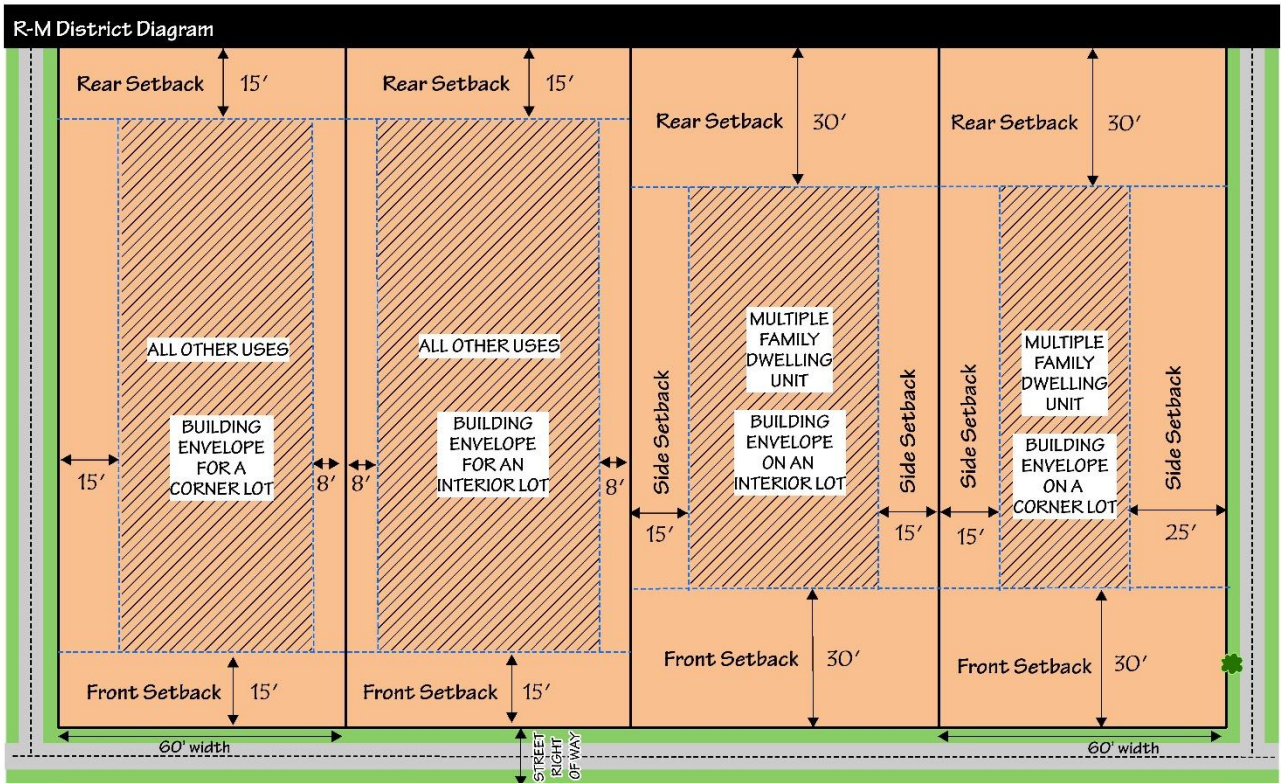 R-M District Diagram
Rear Setback 15'
Rear Setback 15'
Rear Setback 30'
Rear Setback 30'
ALL OTHER USES
BUILDING
ENVELOPE
FOR A
CORNER LOT
15'
8'
ALL OTHER USES
BUILDING
ENVELOPE
FOR AN
INTERIOR LOT
8'
8'
MULTIPLE
FAMILY
DWELLING
UNIT
BUILDING
ENVELOPE
ON AN
INTERIOR LOT
Side Setback
15'
Side Setback
15'
MULTIPLE
FAMILY
DWELLING
UNIT
BUILDING
ENVELOPE
ON A
CORNER LOT
Side Setback
15'
Side Setback
25'
Front Setback 15'
Front Setback 15'
Front Setback 30'
Front Setback 30'
60' width
STREET
RIGHT
OF WAY
60' width